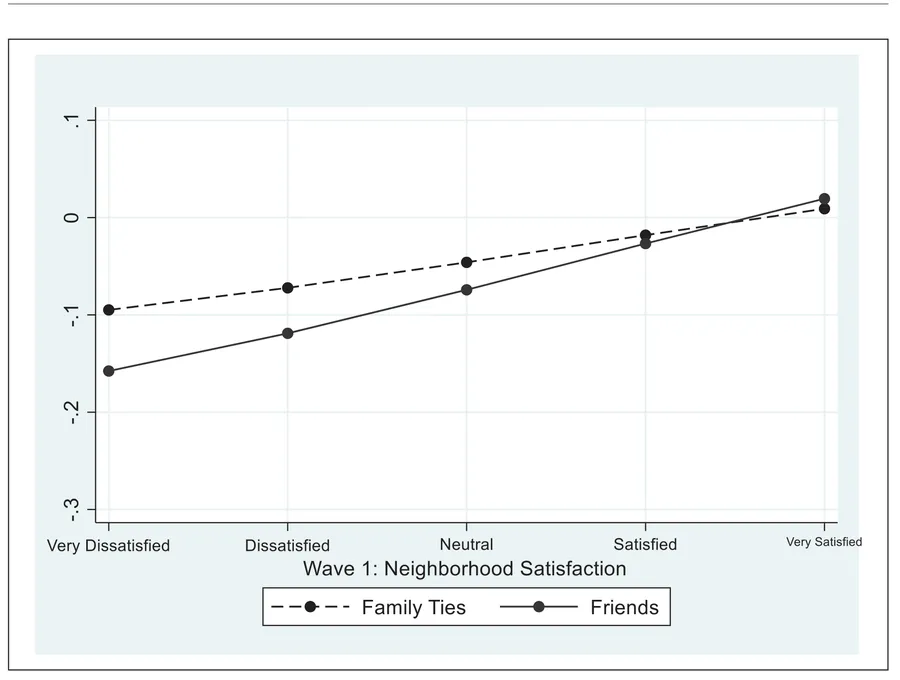 .1
0
-.1
-.2
-.3
Very Dissatisfied Dissatisfied Neutral Satisfied Very Satisfied
Wave 1: Neighborhood Satisfaction
Family Ties Friends